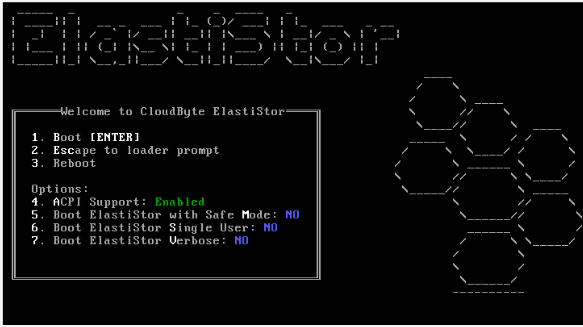 ElastiStor
Welcome to CloudByte ElastiStor
1. Boot [ENTER]
2. Escape to loader prompt
3. Reboot
Options:
4. ACPI Support: Enabled
5. Boot ElastiStor with Safe Mode: NO
6. Boot ElastiStor Single User: NO
7. Boot ElastiStor Verbose: NO